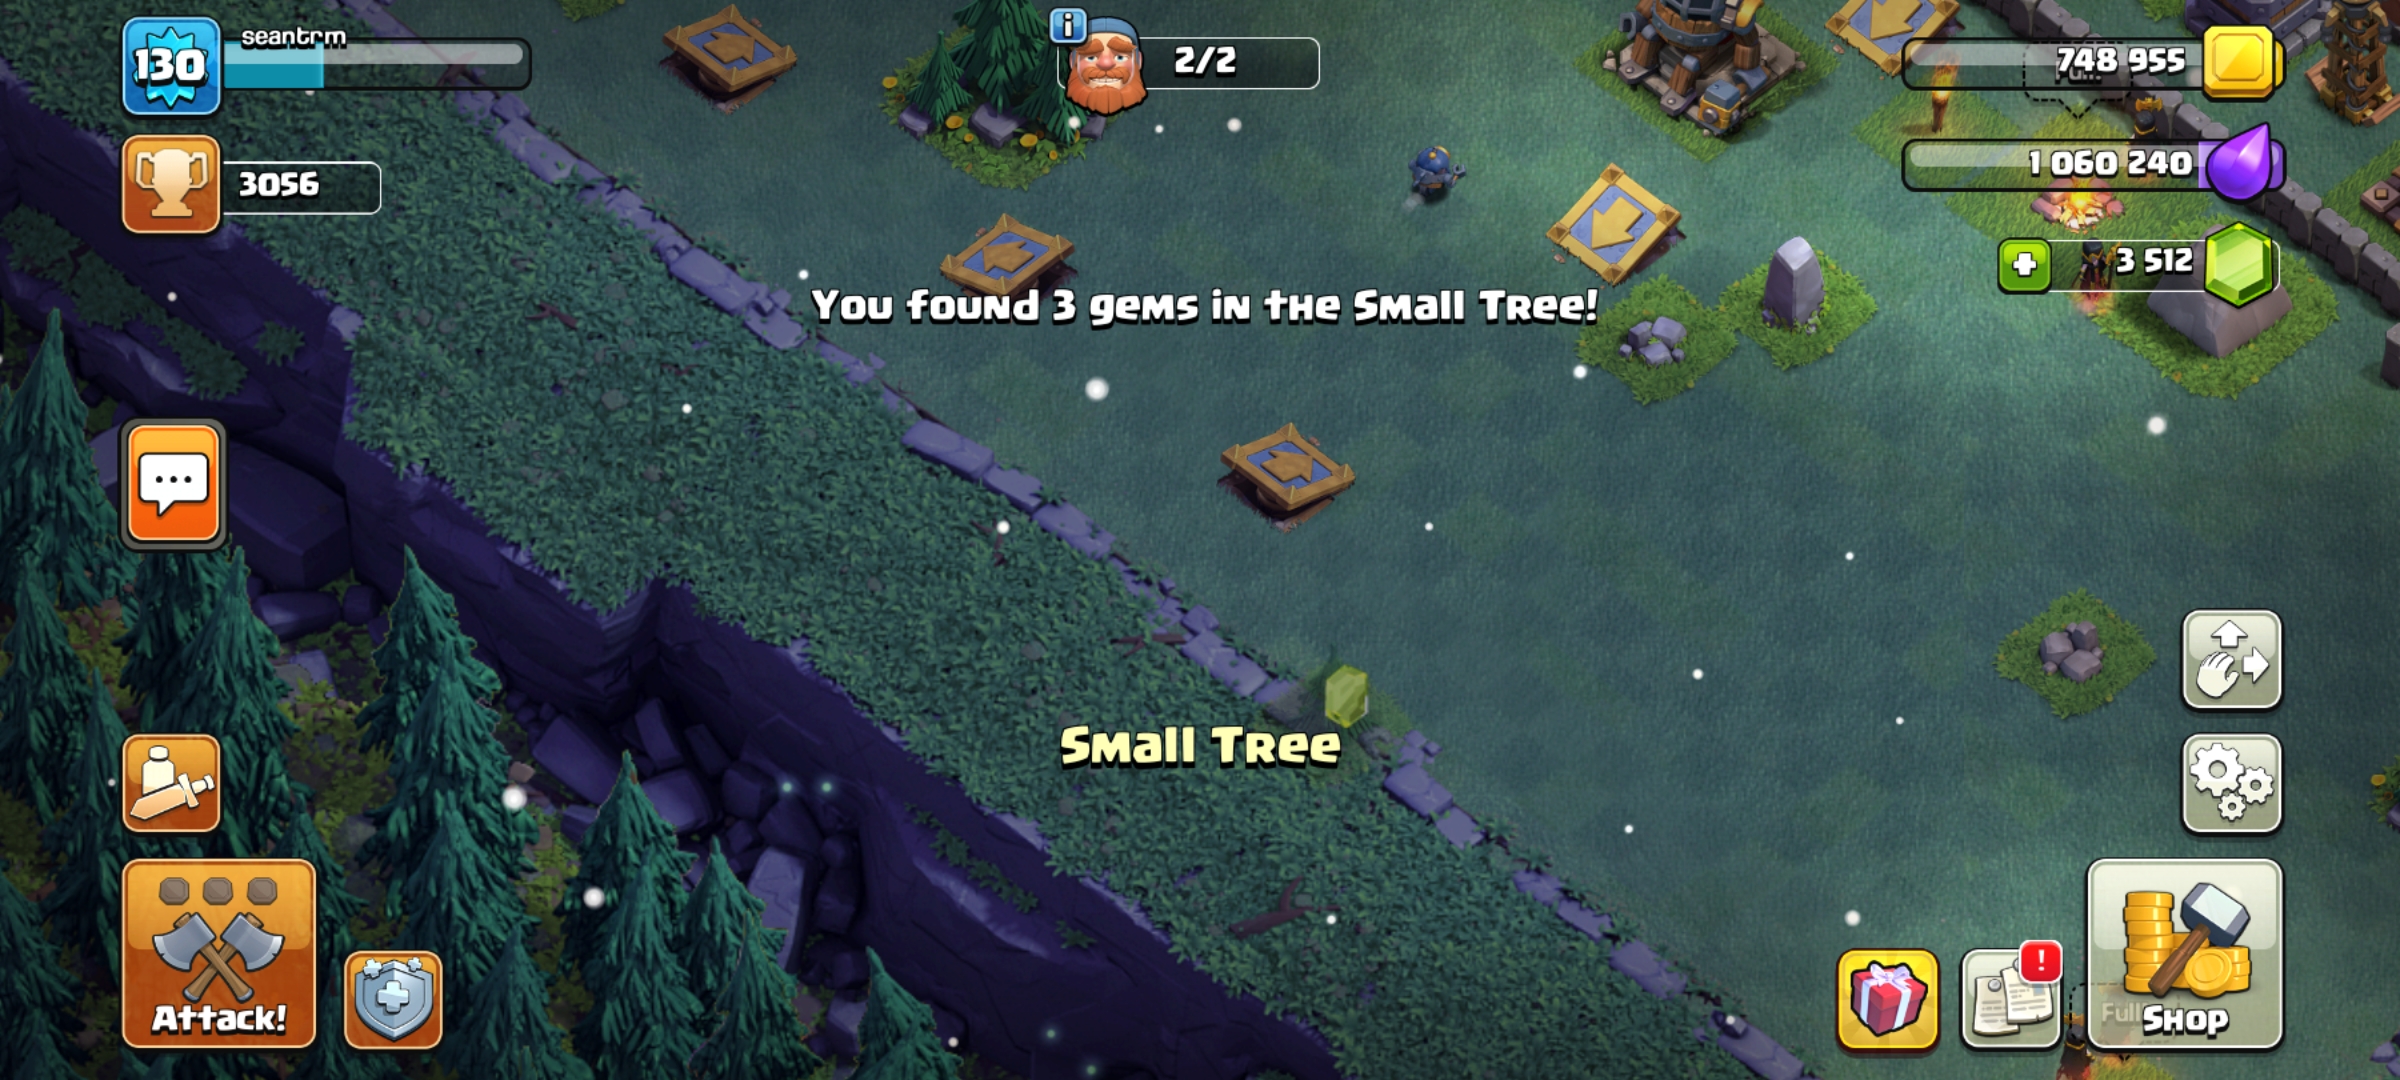 seantrm
130
2/2
748 955
3056
1 060 240
3 512
You found 3 gems in the Small Tree!
Small Tree
Attack!
Full
Shop